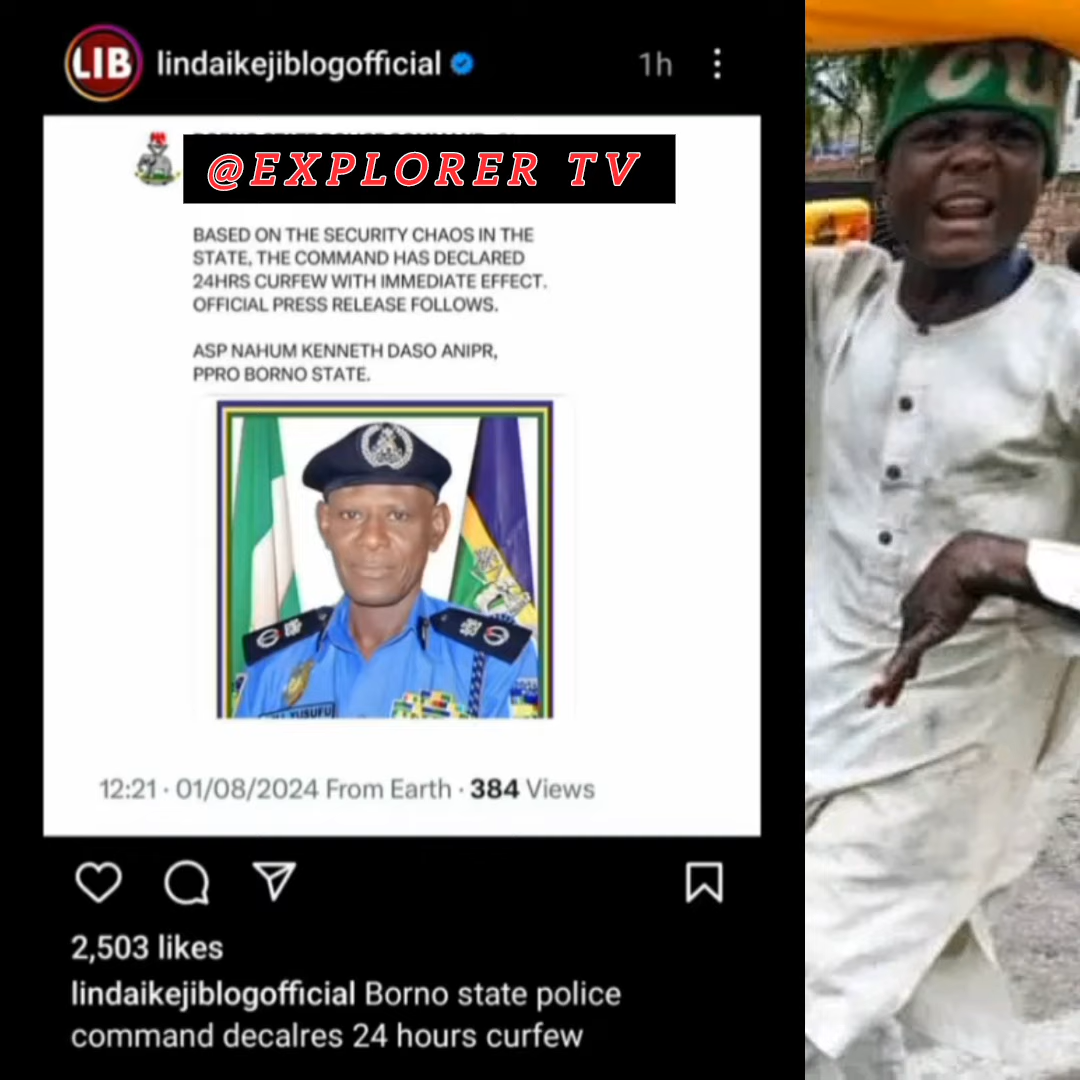 LIB lindaikejiblogofficial 1h
@EXPLORER TV
BASED ON THE SECURITY CHAOS IN THE
STATE, THE COMMAND HAS DECLARED
24HRS CURFEW WITH IMMEDIATE EFFECT.
OFFICIAL PRESS RELEASE FOLLOWS.
ASP NAHUM KENNETH DASO ANIPR,
PPRO BORNO STATE.
YUSUFU
12:21 · 01/08/2024 From Earth · 384 Views
2,503 likes
lindaikejiblogofficial Borno state police
command decalres 24 hours curfew